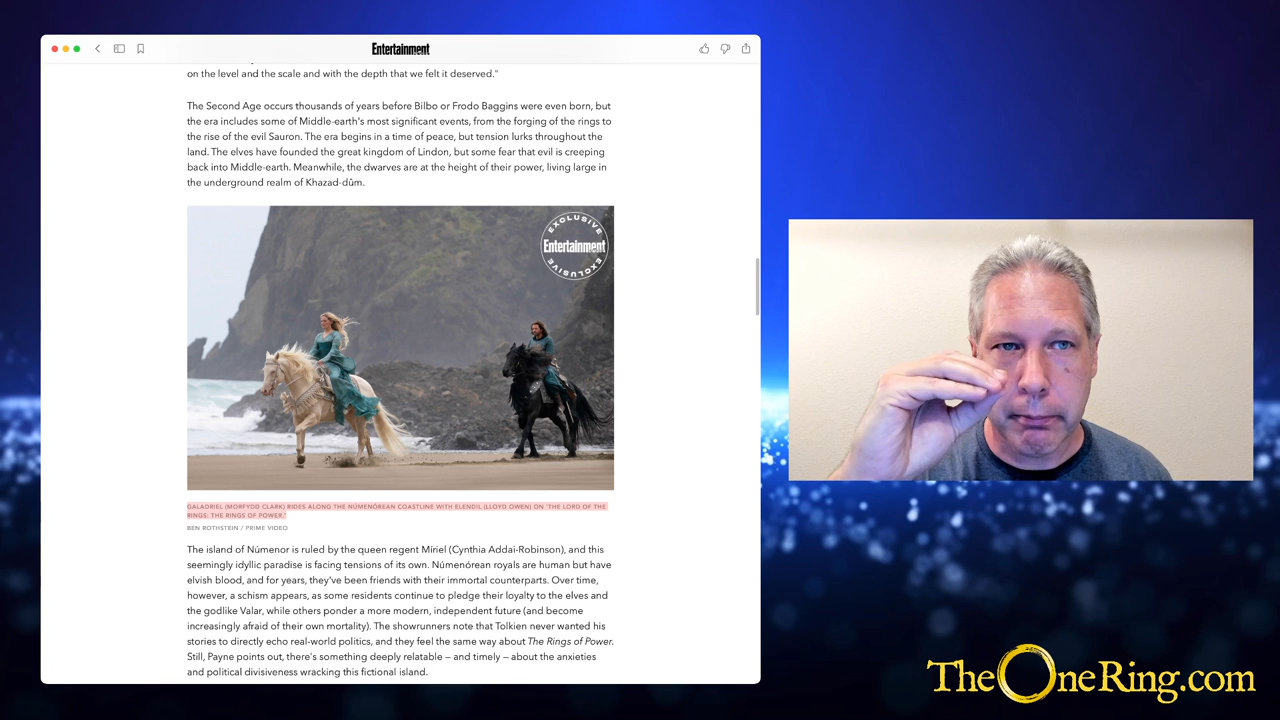 Entertainment
on the level and the scale and with the depth that we felt it deserved."
The Second Age occurs thousands of years before Bilbo or Frodo Baggins were even born, but
the era includes some of Middle-earth's most significant events, from the forging of the rings to
the rise of the evil Sauron. The era begins in a time of peace, but tension lurks throughout the
land. The elves have founded the great kingdom of Lindon, but some fear that evil is creeping
back into Middle-earth. Meanwhile, the dwarves are at the height of their power, living large in
the underground realm of Khazad-dûm.
EXCLUSIVE
Entertainment
EXCLUSIVE
GALADRIEL (MORFYDD CLARK) RIDES ALONG THE NÚMENÓREAN COASTLINE WITH ELENDIL (LLOYD OWEN) ON 'THE LORD OF THE
RINGS: THE RINGS OF POWER.'
BEN ROTHSTEIN / PRIME VIDEO
The island of Númenor is ruled by the queen regent Míriel (Cynthia Addai-Robinson), and this
seemingly idyllic paradise is facing tensions of its own. Númenórean royals are human but have
elvish blood, and for years, they've been friends with their immortal counterparts. Over time,
however, a schism appears, as some residents continue to pledge their loyalty to the elves and
the godlike Valar, while others ponder a more modern, independent future (and become
increasingly afraid of their own mortality). The showrunners note that Tolkien never wanted his
stories to directly echo real-world politics, and they feel the same way about The Rings of Power.
Still, Payne points out, there's something deeply relatable — and timely — about the anxieties
and political divisiveness wracking this fictional island.
TheOneRing.com